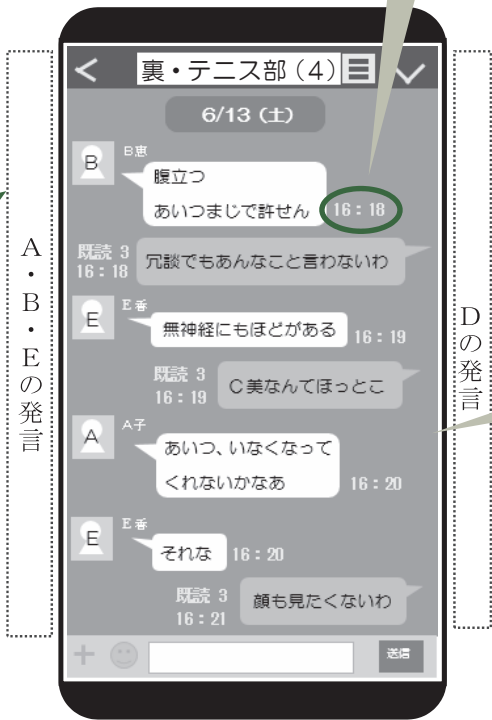 裏・テニス部（4）
6/13（土）
B
B恵
腹立つ
あいつまじで許せん
16：18
既読 3
16：18
冗談でもあんなこと言わないわ
E
E香
無神経にもほどがある
16：19
既読 3
16：19
C美なんてほっとこ
A
A子
あいつ、いなくなって
くれないかなあ
16：20
E
E香
それな
16：20
既読 3
16：21
顔も見たくないわ
送信
A・B・Eの発言
Dの発言